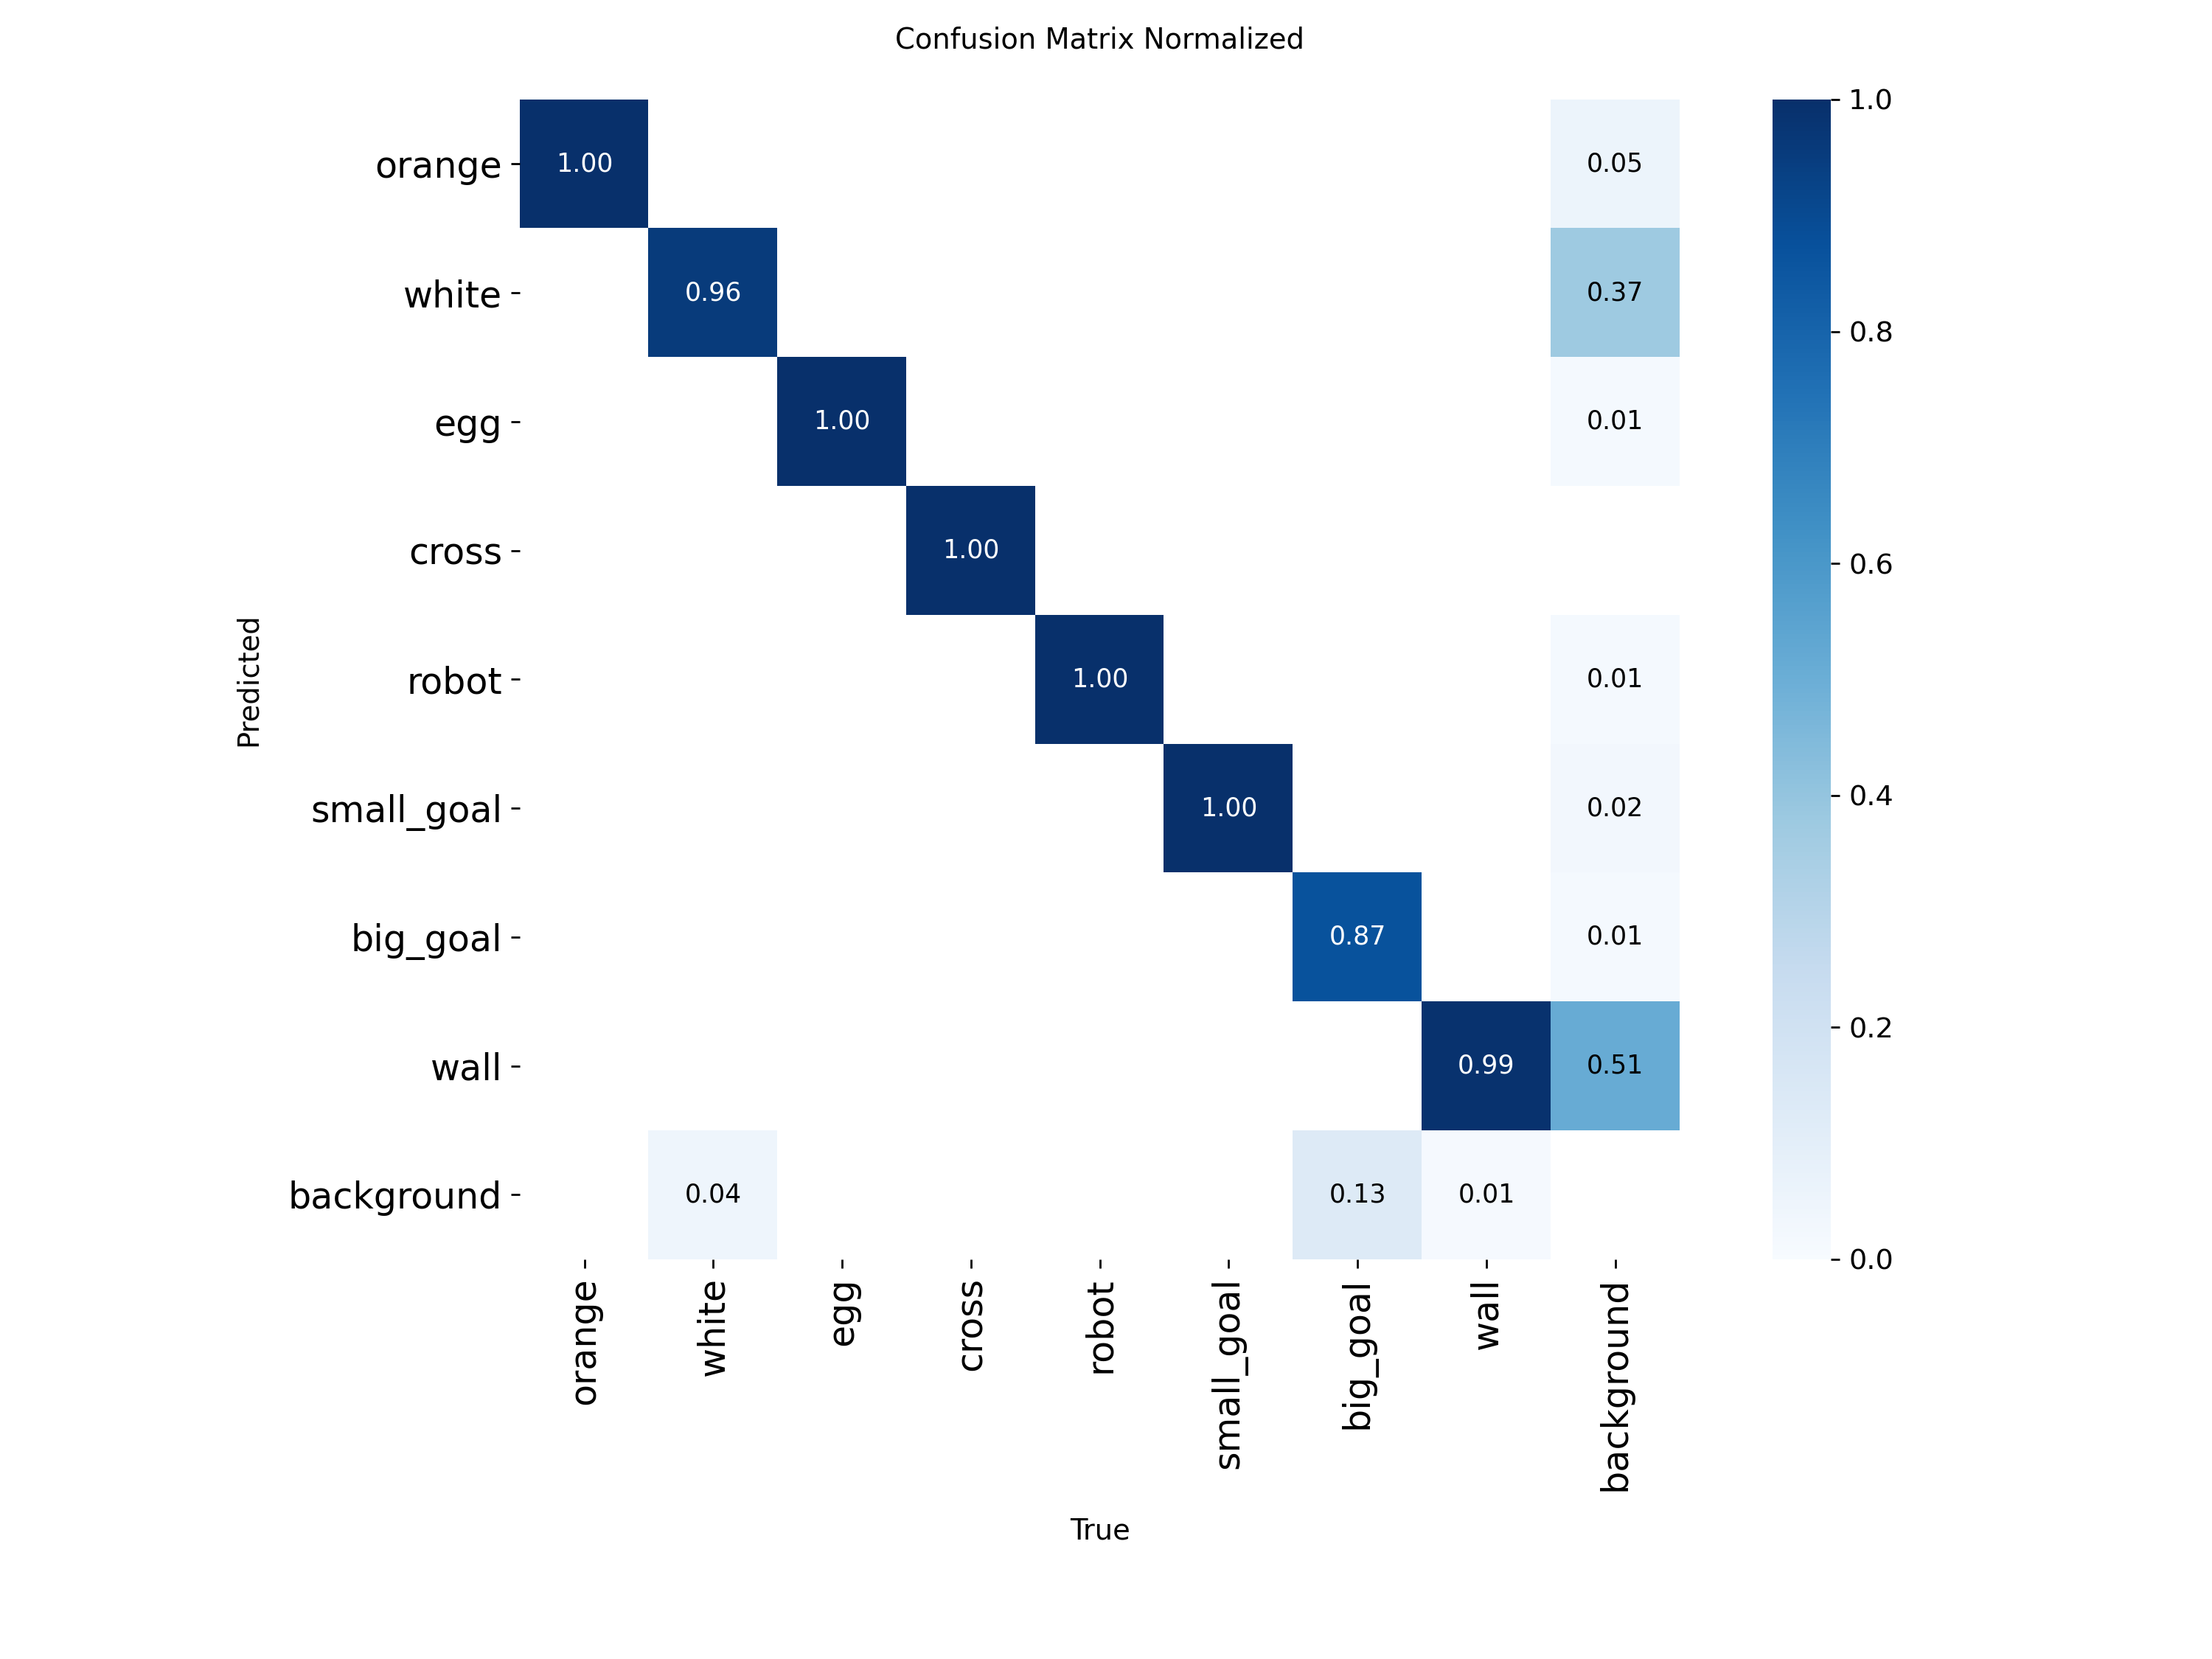 Confusion Matrix Normalized
orange 1.00 0.05
white 0.96 0.37
egg 1.00 0.01
cross 1.00
robot 1.00 0.01
small_goal 1.00 0.02
big_goal 0.87 0.01
wall 0.99 0.51
background 0.04 0.13 0.01
Predicted
orange white egg cross robot small_goal big_goal wall background
True
1.0
0.8
0.6
0.4
0.2
0.0